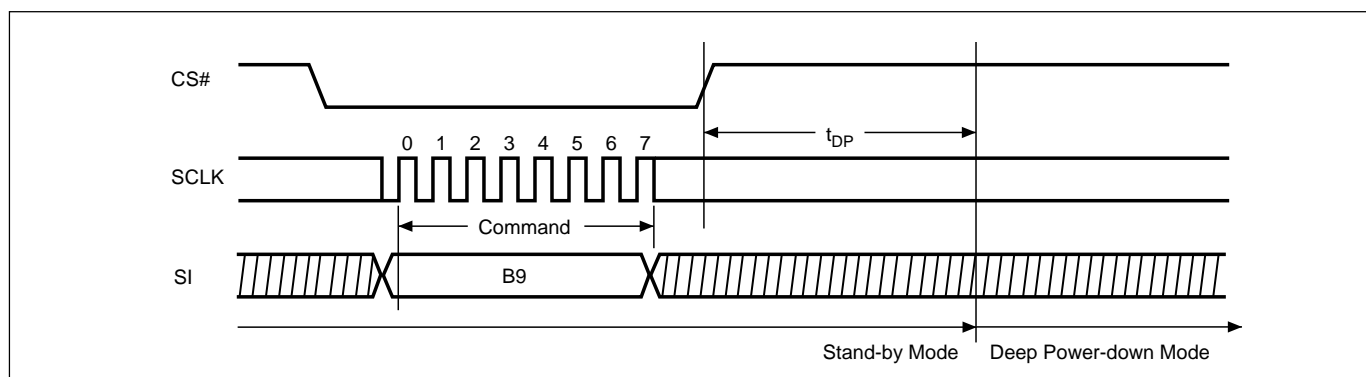 CS#
t_DP
0 1 2 3 4 5 6 7
SCLK
Command
SI
B9
Stand-by Mode Deep Power-down Mode